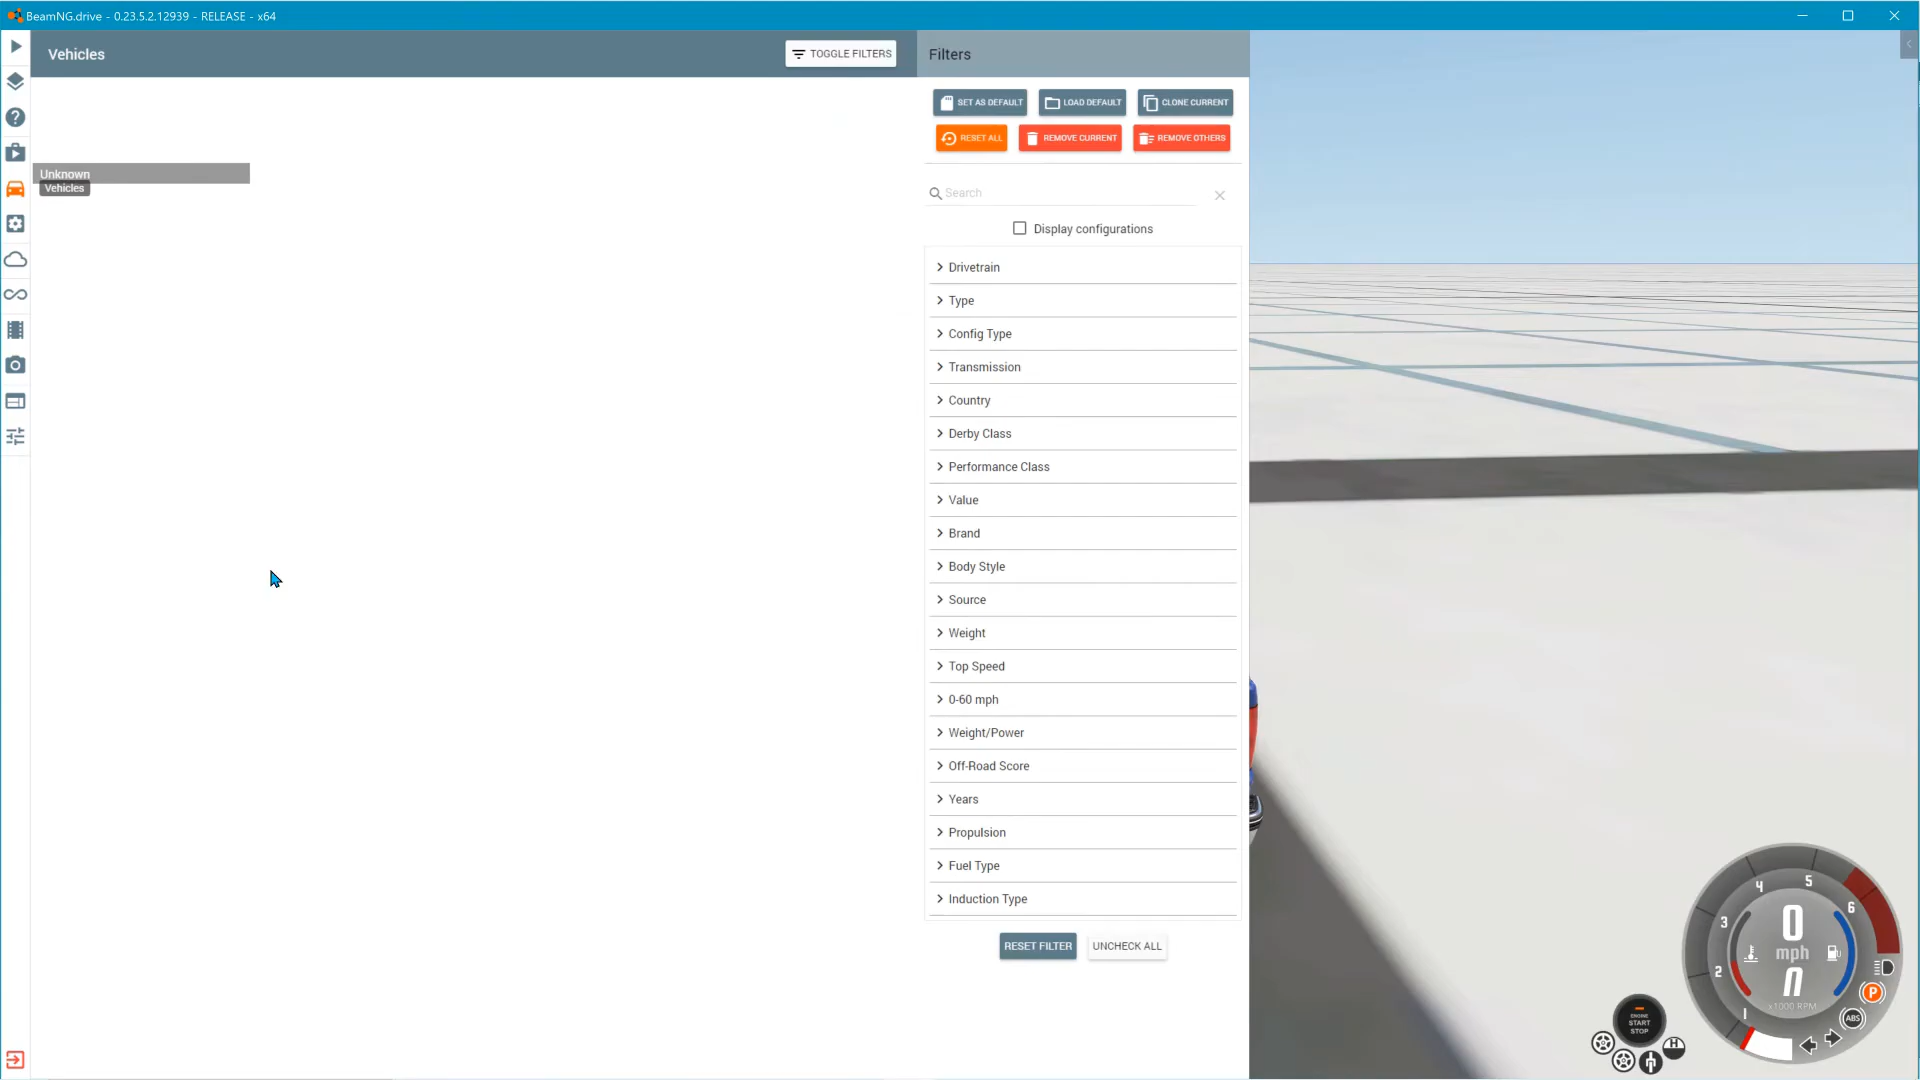 BeamNG.drive - 0.23.5.2.12939 - RELEASE - x64
Vehicles
TOGGLE FILTERS
Filters
SET AS DEFAULT
LOAD DEFAULT
CLONE CURRENT
RESET ALL
REMOVE CURRENT
REMOVE OTHERS
Unknown
Vehicles
Search
Display configurations
Drivetrain
Type
Config Type
Transmission
Country
Derby Class
Performance Class
Value
Brand
Body Style
Source
Weight
Top Speed
0-60 mph
Weight/Power
Off-Road Score
Years
Propulsion
Fuel Type
Induction Type
RESET FILTER
UNCHECK ALL
1
2
3
4
5
6
0
mph
n
x1000 RPM
P
ABS
ENGINE
START
STOP
H